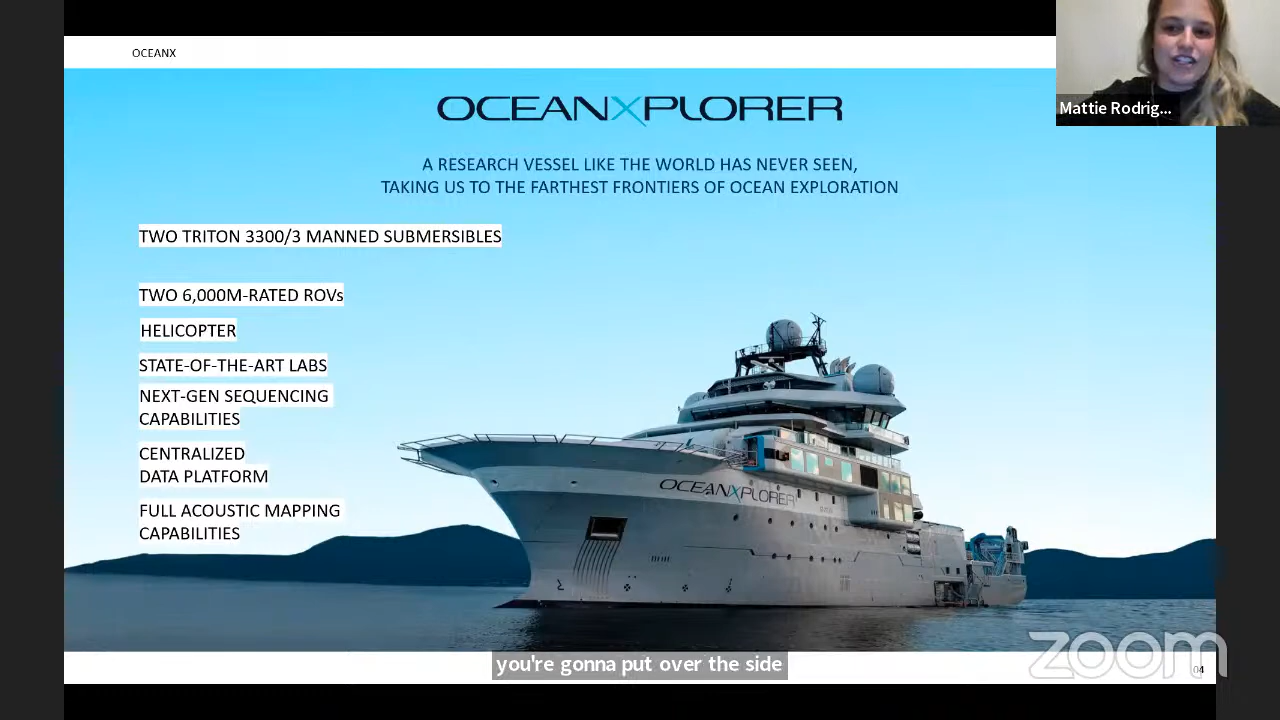 OCEANX
OCEANXPLORER
A RESEARCH VESSEL LIKE THE WORLD HAS NEVER SEEN,
TAKING US TO THE FARTHEST FRONTIERS OF OCEAN EXPLORATION
Mattie Rodrig...
TWO TRITON 3300/3 MANNED SUBMERSIBLES
TWO 6,000M-RATED ROVs
HELICOPTER
STATE-OF-THE-ART LABS
NEXT-GEN SEQUENCING
CAPABILITIES
CENTRALIZED
DATA PLATFORM
FULL ACOUSTIC MAPPING
CAPABILITIES
OCEANXPLORER
you're gonna put over the side
zoom
04